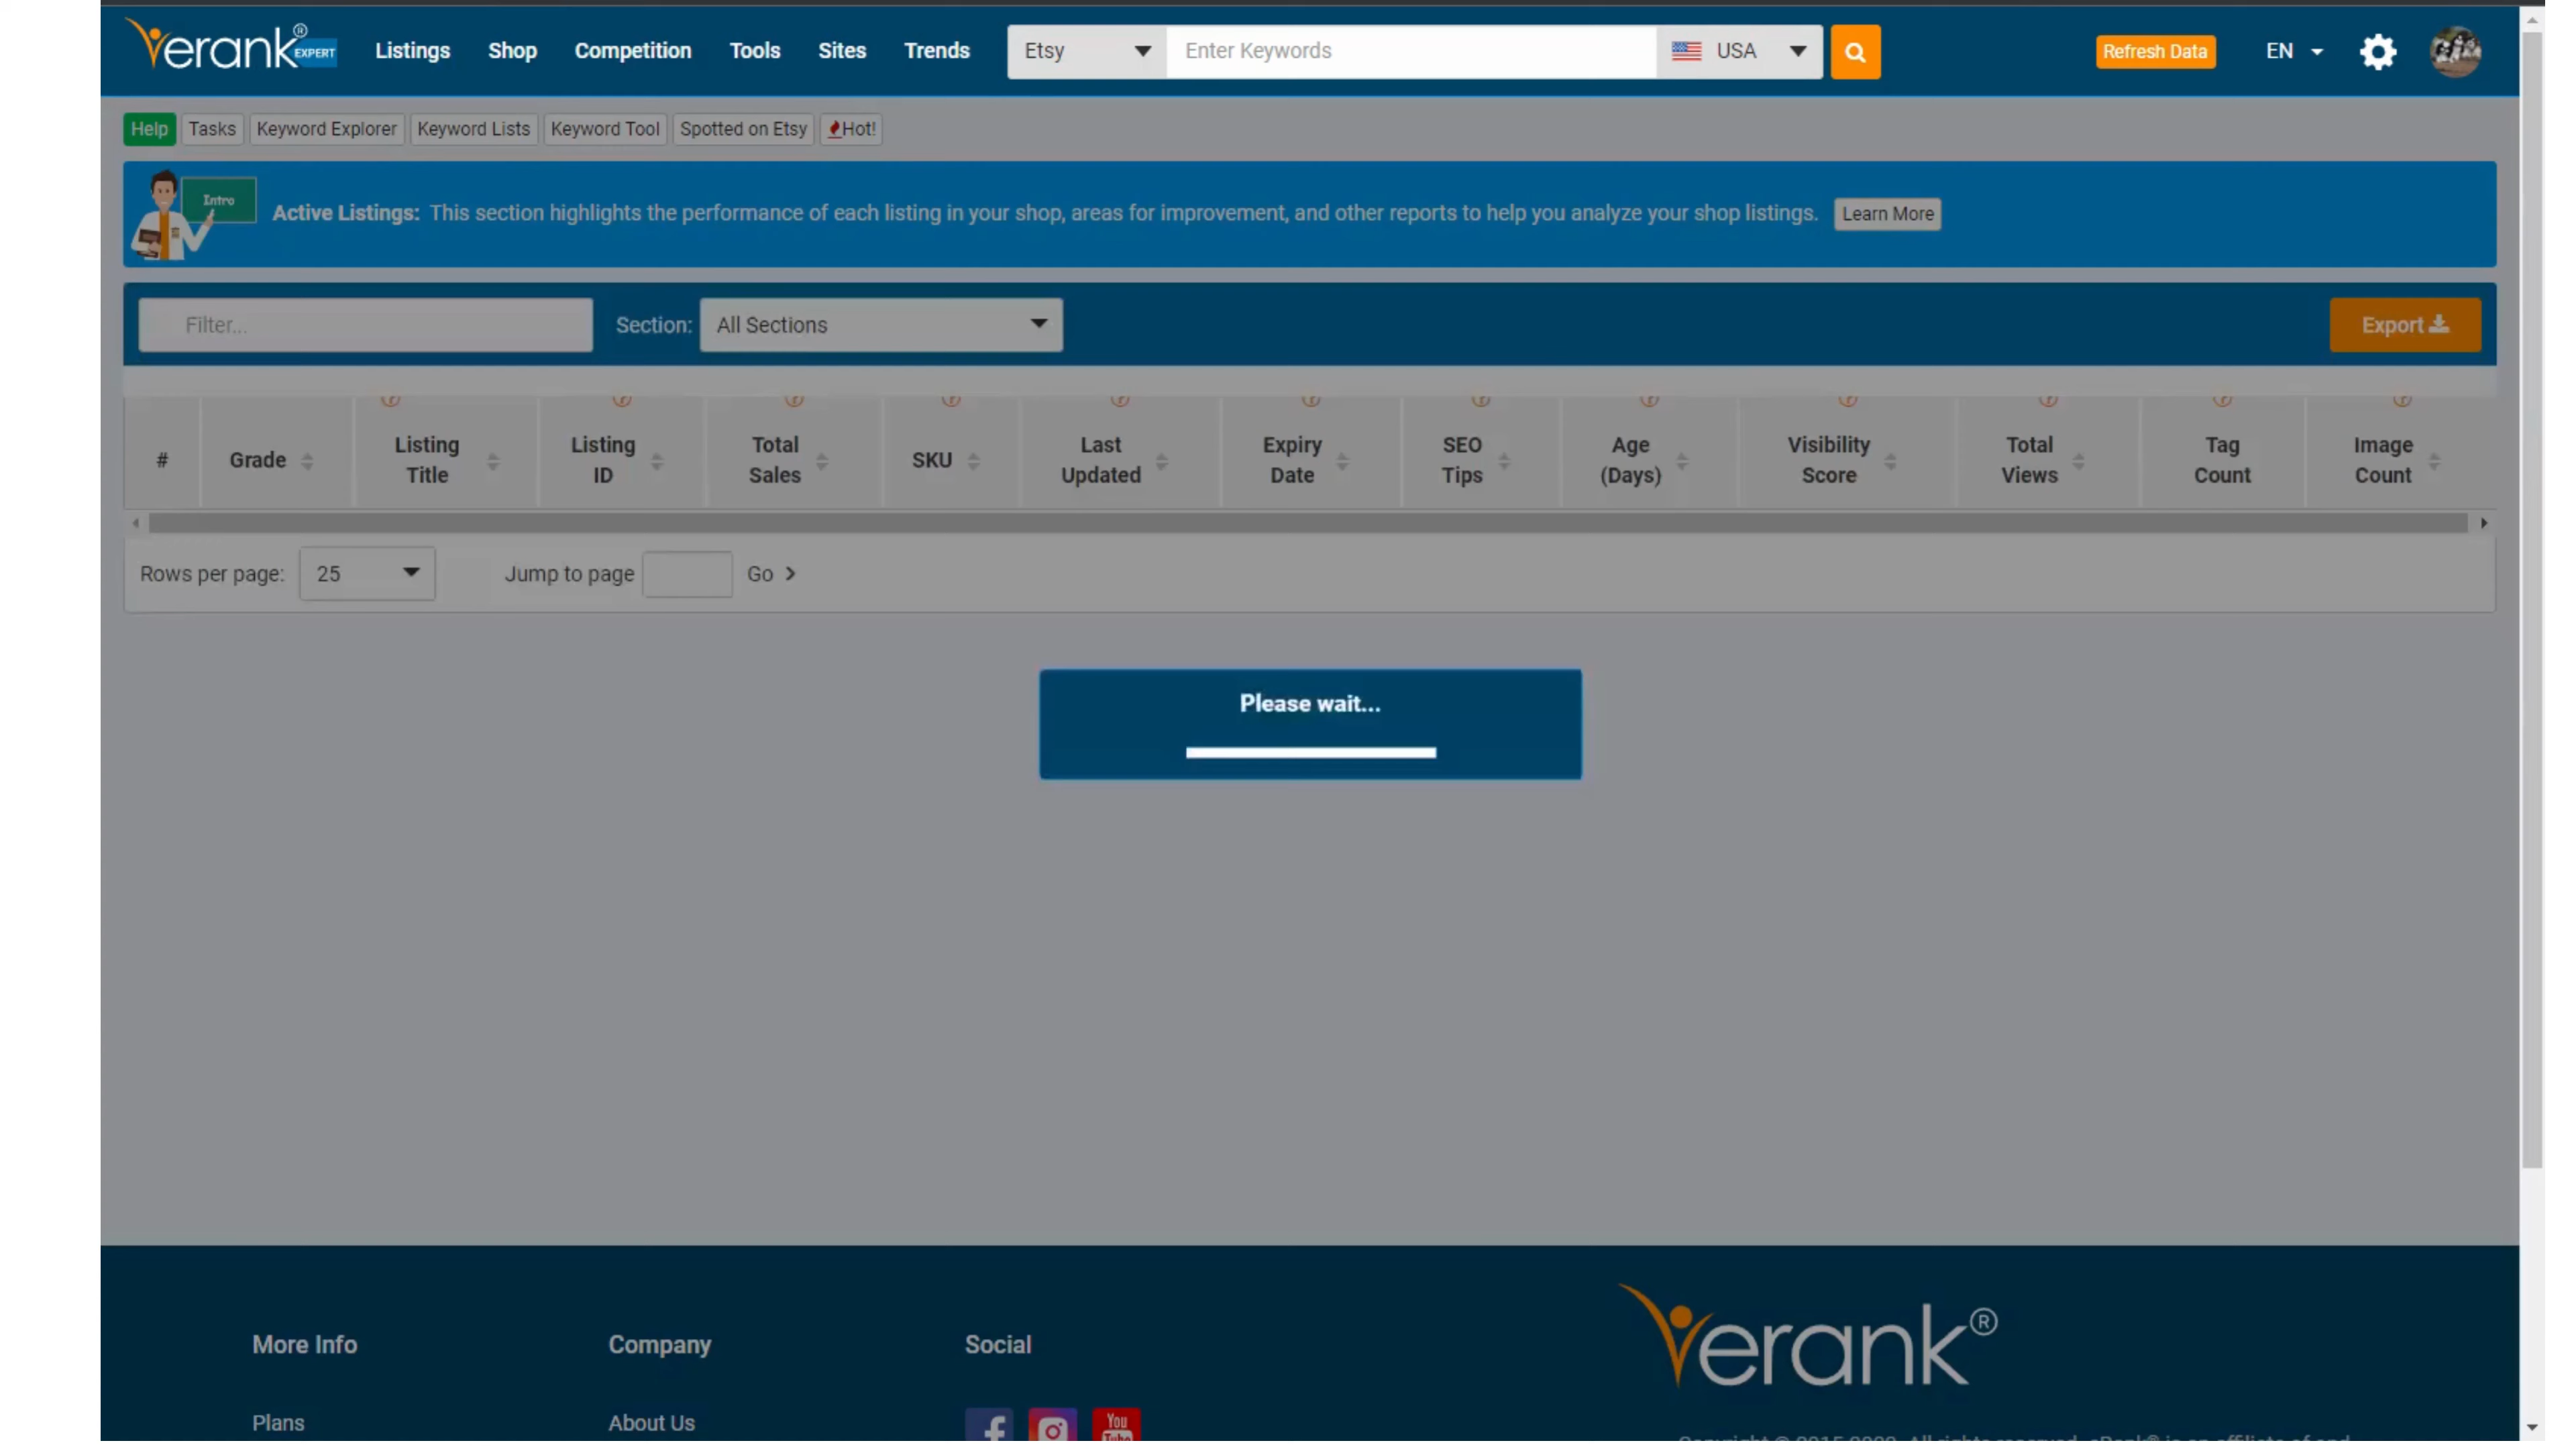 erank® EXPERT Listings Shop Competition Tools Sites Trends Etsy Enter Keywords USA Refresh Data EN
Help Tasks Keyword Explorer Keyword Lists Keyword Tool Spotted on Etsy Hot!
Intro
Active Listings: This section highlights the performance of each listing in your shop, areas for improvement, and other reports to help you analyze your shop listings. Learn More
Filter... Section: All Sections Export
# Grade Listing Title Listing ID Total Sales SKU Last Updated Expiry Date SEO Tips Age (Days) Visibility Score Total Views Tag Count Image Count
Rows per page: 25 Jump to page Go >
Please wait...
More Info Company Social erank®
Plans About Us You Tube